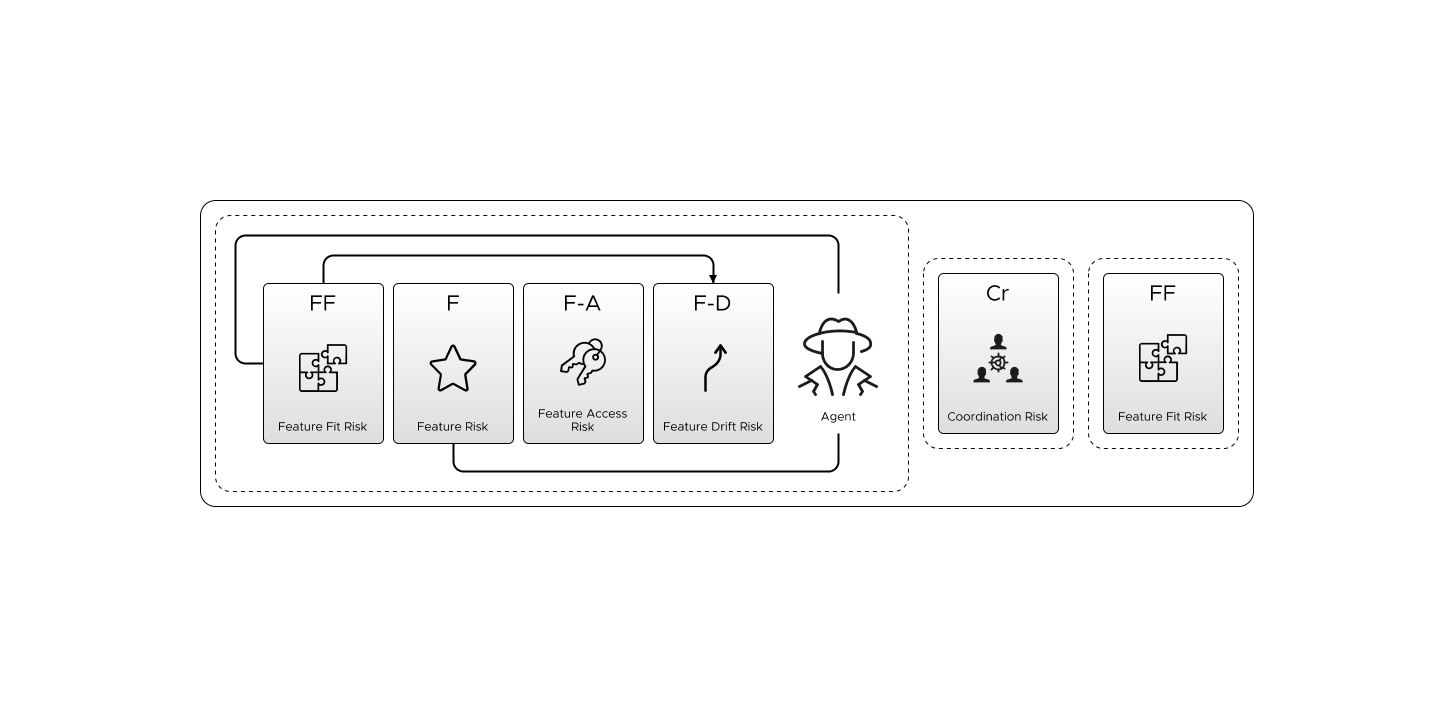 FF
Feature Fit Risk
F
Feature Risk
F-A
Feature Access
Risk
F-D
Feature Drift Risk
Agent
Cr
Coordination Risk
FF
Feature Fit Risk